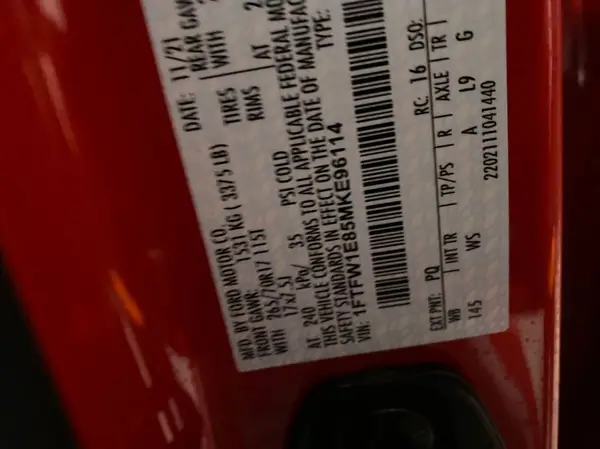 MFD. BY FORD MOTOR CO.
DATE: 11/21
FRONT GAWR: 1531 KG ( 3375 LB)
REAR GAW
WITH 265/70R17 115T
TIRES WITH
17x7.5J
RIMS
AT 240 kPa/ 35 PSI COLD
AT 2
THIS VEHICLE CONFORMS TO ALL APPLICABLE FEDERAL MO
SAFETY STANDARDS IN EFFECT ON THE DATE OF MANUFAC
VIN: 1FTFW1E85MKE96114
TYPE:
EXT PNT: PQ RC: 16 DSO:
WB | INT TR | TP/PS | R | AXLE | TR |
145 WS A L9 G
2202111041440